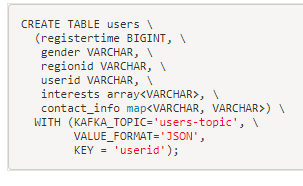 CREATE TABLE users \
(registertime BIGINT, \
gender VARCHAR, \
regionid VARCHAR, \
userid VARCHAR, \
interests array<VARCHAR>, \
contact_info map<VARCHAR, VARCHAR>) \
WITH (KAFKA_TOPIC='users-topic', \
VALUE_FORMAT='JSON',
KEY = 'userid');